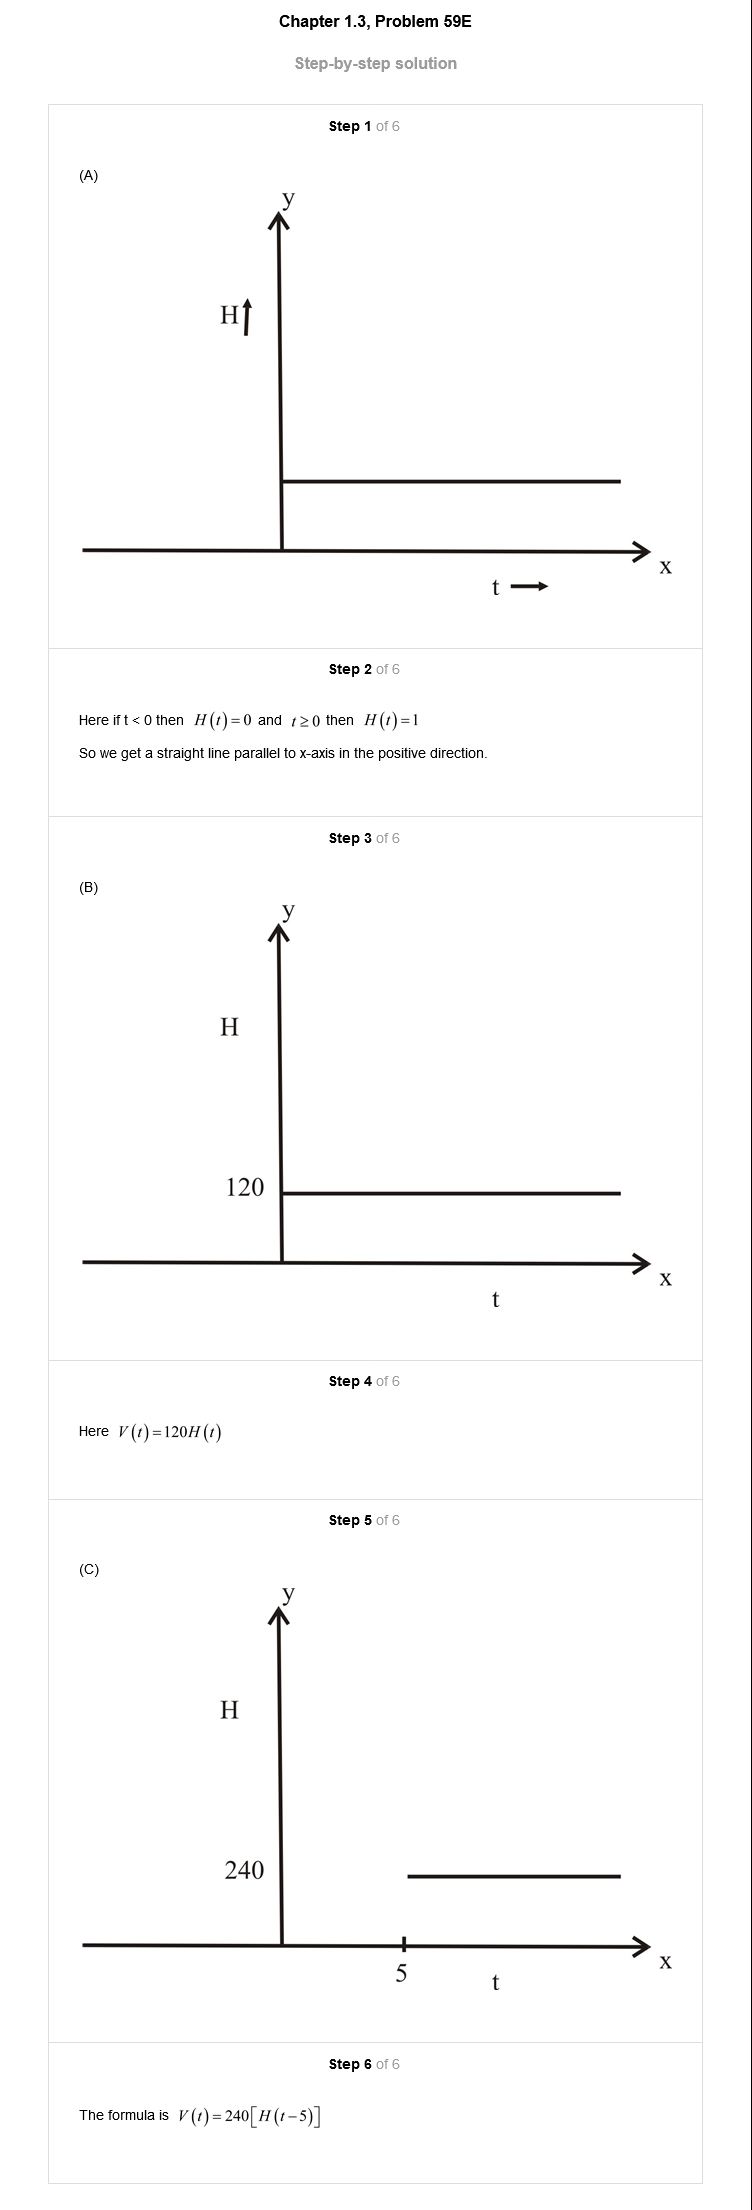 Chapter 1.3, Problem 59E
Step-by-step solution
Step 1 of 6
(A)
y
H
x
t
Step 2 of 6
Here if t < 0 then H(t)=0 and t≥0 then H(t)=1
So we get a straight line parallel to x-axis in the positive direction.
Step 3 of 6
(B)
y
H
120
x
t
Step 4 of 6
Here V(t)=120H(t)
Step 5 of 6
(C)
y
H
240
x
5
t
Step 6 of 6
The formula is V(t)=240[H(t−5)]